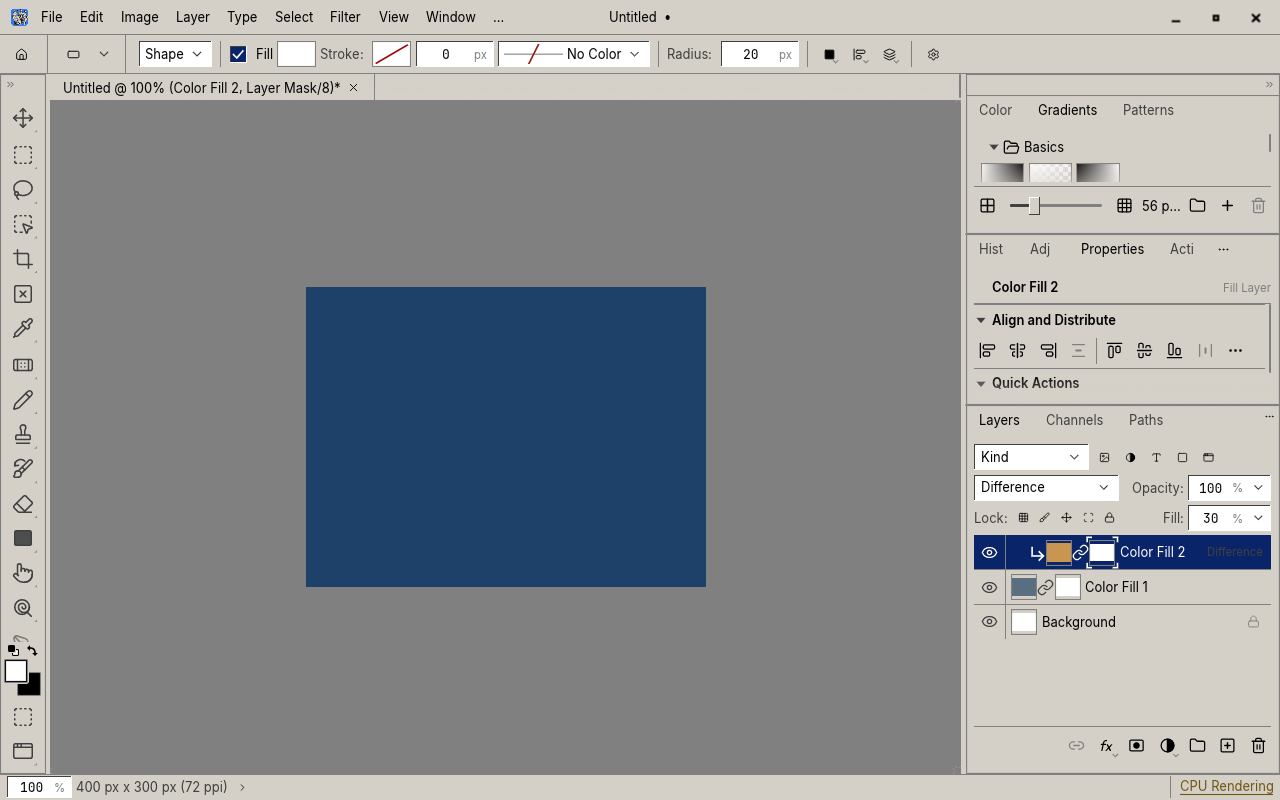 File Edit Image Layer Type Select Filter View Window ... Untitled •
Shape Fill Stroke: 0 px No Color Radius: 20 px
Untitled @ 100% (Color Fill 2, Layer Mask/8)*
Color Gradients Patterns
Basics
56 p...
Hist Adj Properties Acti
Color Fill 2 Fill Layer
Align and Distribute
Quick Actions
Layers Channels Paths
Kind
Difference Opacity: 100 %
Lock: Fill: 30 %
Color Fill 2 Difference
Color Fill 1
Background
fx
100 % 400 px x 300 px (72 ppi) CPU Rendering